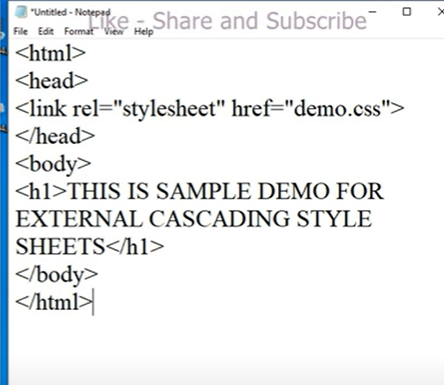 *Untitled - Notepad
Like - Share and Subscribe
File Edit Format View Help
<html>
<head>
<link rel="stylesheet" href="demo.css">
</head>
<body>
<h1>THIS IS SAMPLE DEMO FOR
EXTERNAL CASCADING STYLE
SHEETS</h1>
</body>
</html>